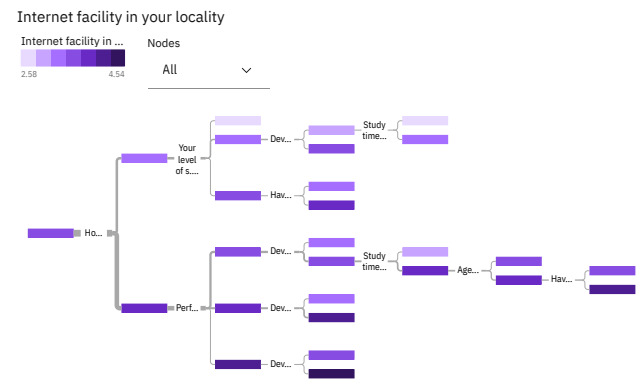 Internet facility in your locality
Internet facility in ...
Nodes
2.58
4.54
All
Ho...
Your
level
of s....
Dev...
Study
time...
Hav...
Perf...
Dev...
Study
time...
Age...
Hav...
Dev...
Dev...